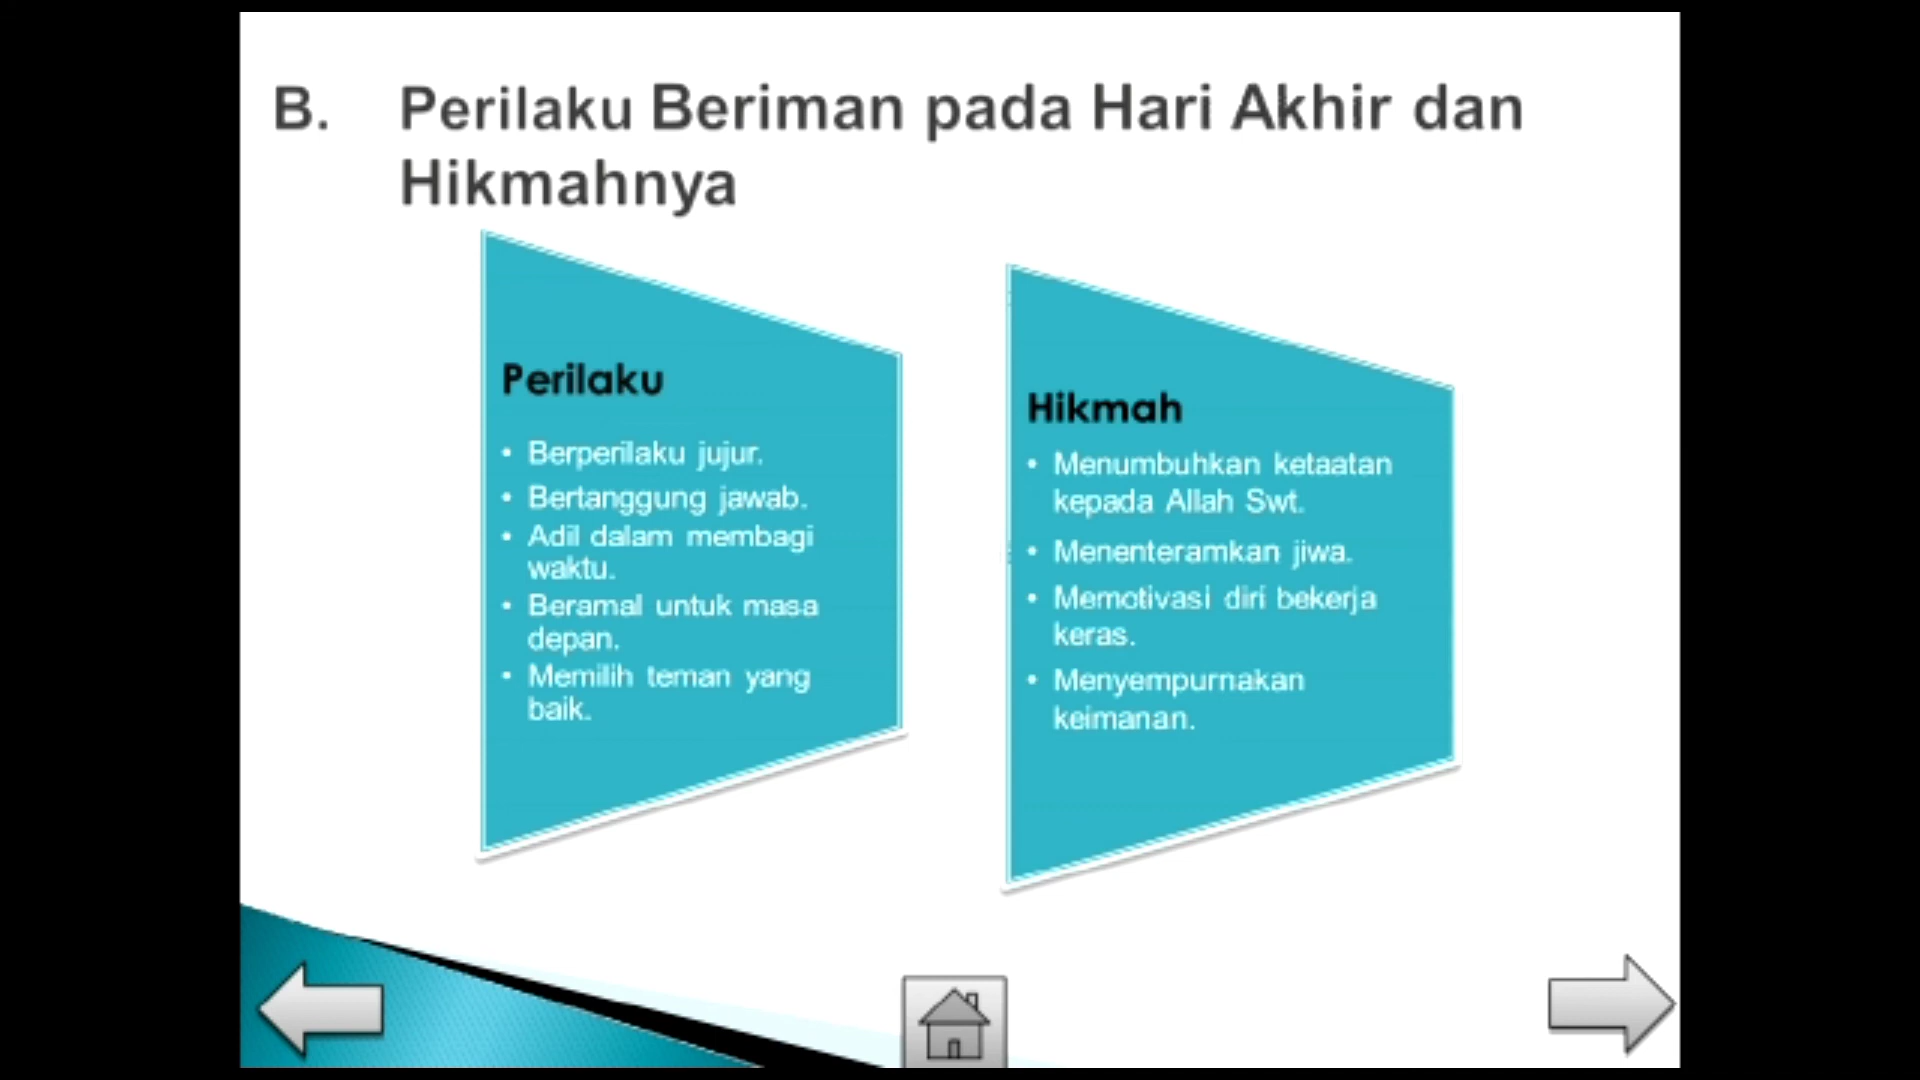 B. Perilaku Beriman pada Hari Akhir dan
Hikmahnya
Perilaku
• Berperilaku jujur.
• Bertanggung jawab.
• Adil dalam membagi
waktu.
• Beramal untuk masa
depan.
• Memilih teman yang
baik.
Hikmah
• Menumbuhkan ketaatan
kepada Allah Swt.
• Menenteramkan jiwa.
• Memotivasi diri bekerja
keras.
• Menyempurnakan
keimanan.